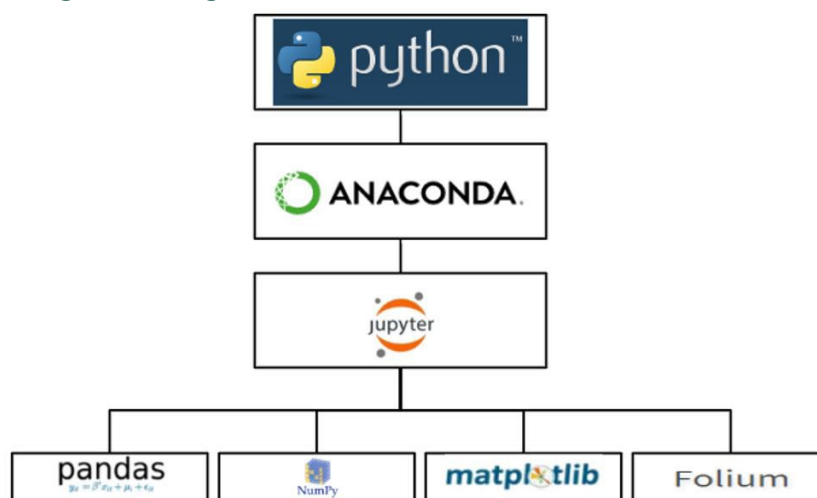 python™
ANACONDA.
jupyter
pandas
NumPy
matplotlib
Folium